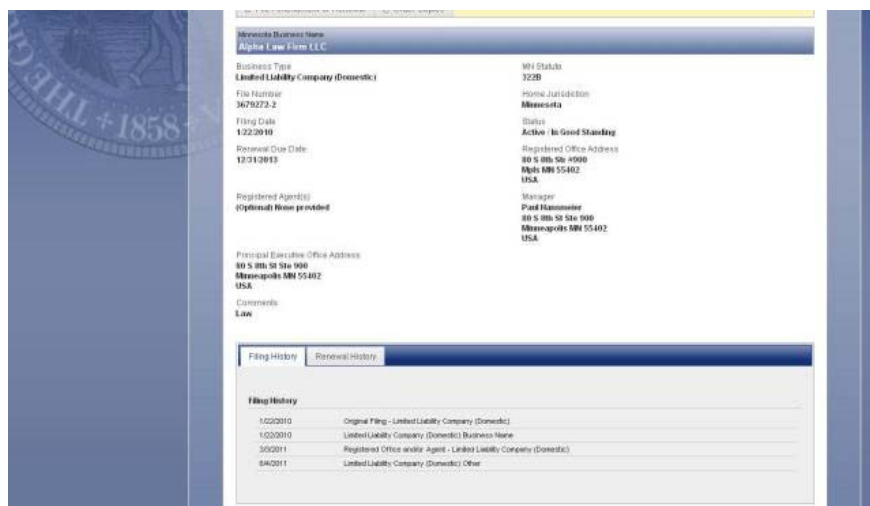 Minnesota Business Name
Alpha Law Firm LLC
Business Type
Limited Liability Company (Domestic)
MN Statute
322B
File Number
3679272-2
Home Jurisdiction
Minnesota
Filing Date
1/22/2010
Status
Active / In Good Standing
Renewal Due Date
12/31/2013
Registered Office Address
80 S 8th Ste #900
Mpls MN 55402
USA
Registered Agent(s)
(Optional) None provided
Manager
Paul Hansmeier
80 S 8th St Ste 900
Minneapolis MN 55402
USA
Principal Executive Office Address
80 S 8th St Ste 900
Minneapolis MN 55402
USA
Comments
Law
Filing History
Renewal History
Filing History
1/22/2010 Original Filing - Limited Liability Company (Domestic)
1/22/2010 Limited Liability Company (Domestic) Business Name
Registered Office and/or Agent - Limited Liability Company (Domestic)
Limited Liability Company (Domestic) Other
THE
1858